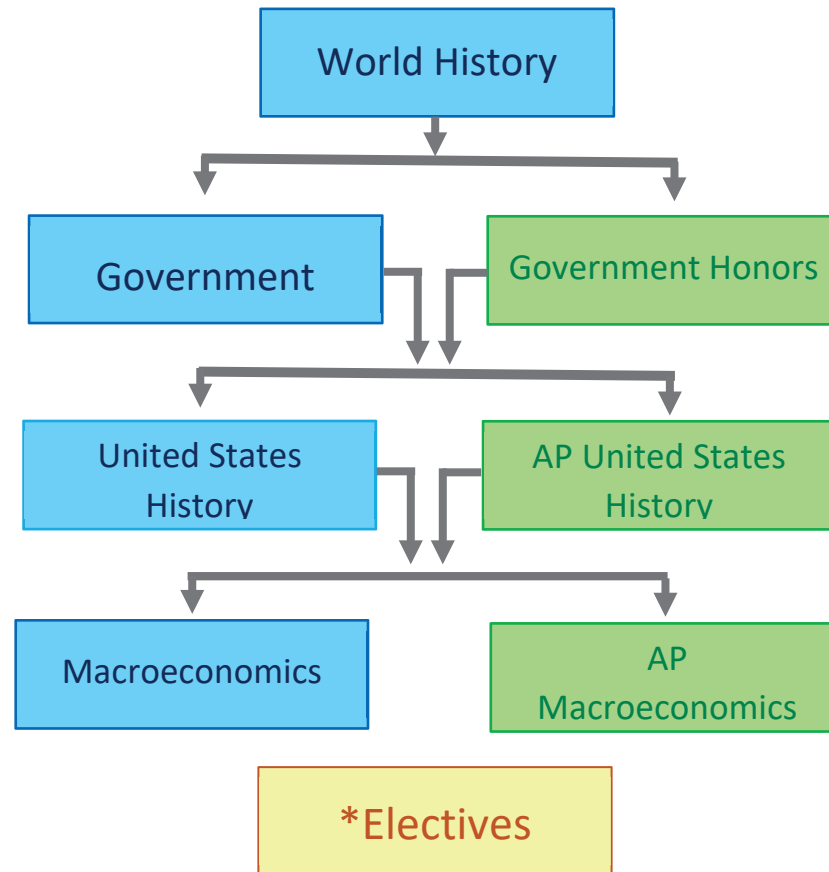 World History
Government
Government Honors
United States
History
AP United States
History
Macroeconomics
AP
Macroeconomics
*Electives